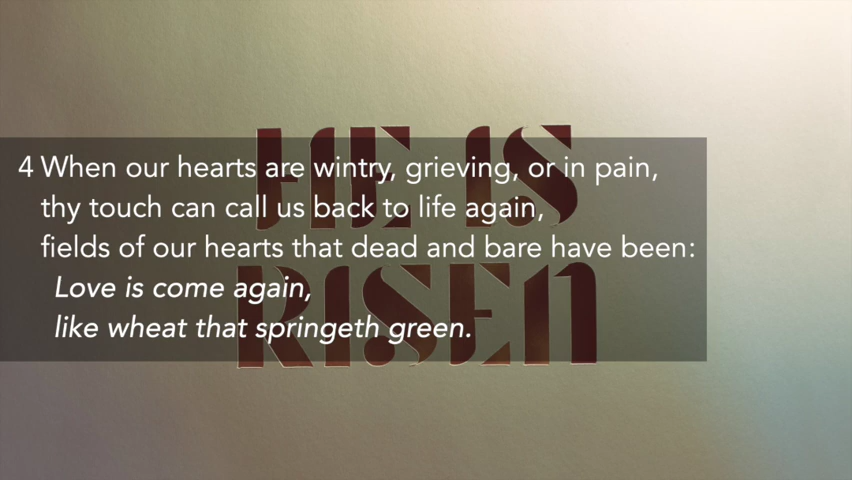 HE IS
RISEN
4 When our hearts are wintry, grieving, or in pain,
thy touch can call us back to life again,
fields of our hearts that dead and bare have been:
Love is come again,
like wheat that springeth green.